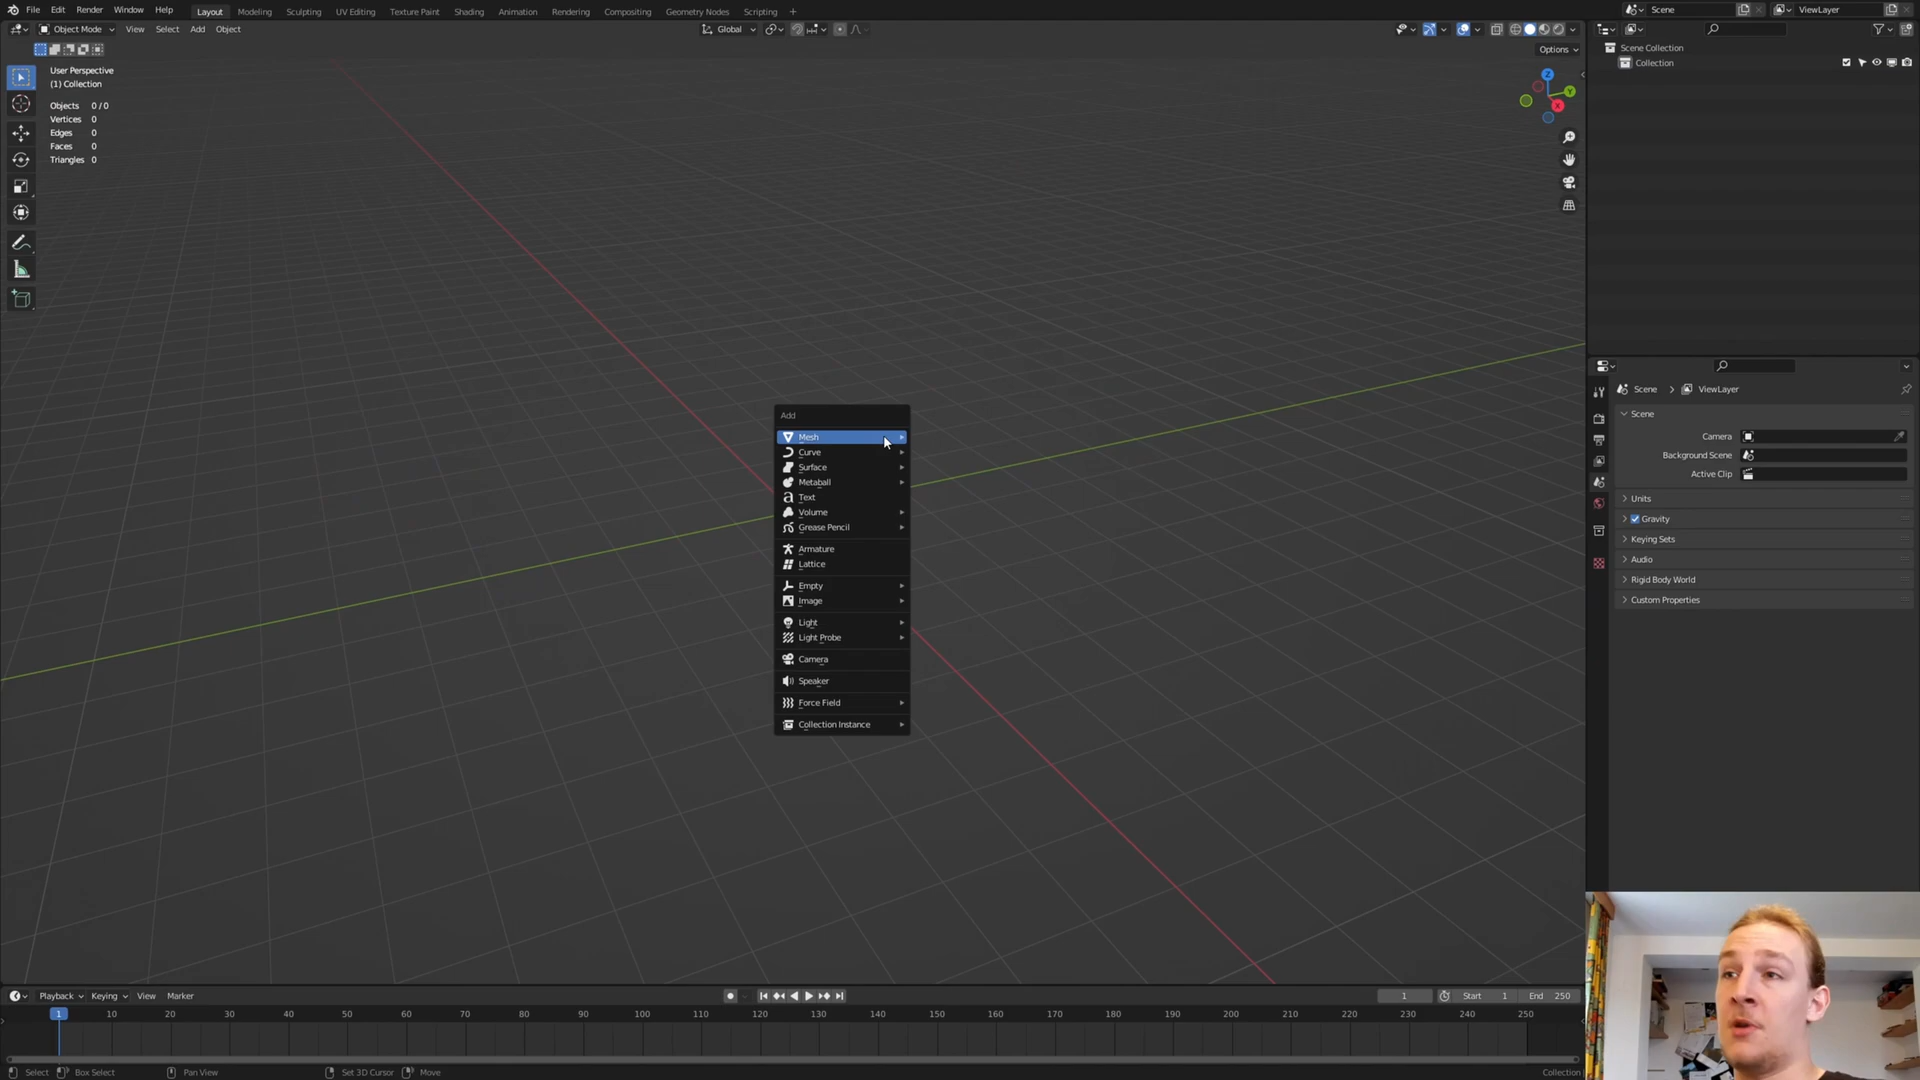 File Edit Render Window Help
Layout Modeling Sculpting UV Editing Texture Paint Shading Animation Rendering Compositing Geometry Nodes Scripting +
Scene
ViewLayer
Object Mode View Select Add Object
Global
Options
User Perspective
(1) Collection
Objects 0 / 0
Vertices 0
Edges 0
Faces 0
Triangles 0
Z
Y
X
Scene Collection
Collection
Add
Mesh
Curve
Surface
Metaball
Text
Volume
Grease Pencil
Armature
Lattice
Empty
Image
Light
Light Probe
Camera
Speaker
Force Field
Collection Instance
Scene > ViewLayer
Scene
Camera
Background Scene
Active Clip
Units
Gravity
Keying Sets
Audio
Rigid Body World
Custom Properties
Playback Keying View Marker
1 Start 1 End 250
1 10 20 30 40 50 60 70 80 90 100 110 120 130 140 150 160 170 180 190 200 210 220 230 240 250
Select Box Select Pan View Set 3D Cursor Move
Collection